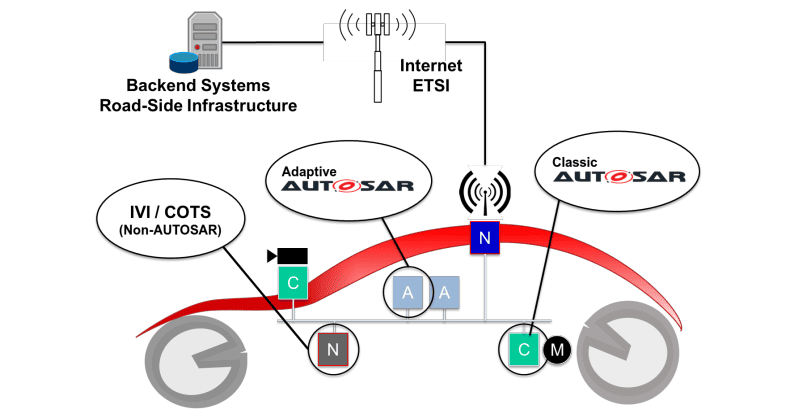 Backend Systems
Road-Side Infrastructure
Internet
ETSI
Adaptive
AUTOSAR
Classic
AUTOSAR
IVI / COTS
(Non-AUTOSAR)
N
C
A
A
N
C
M